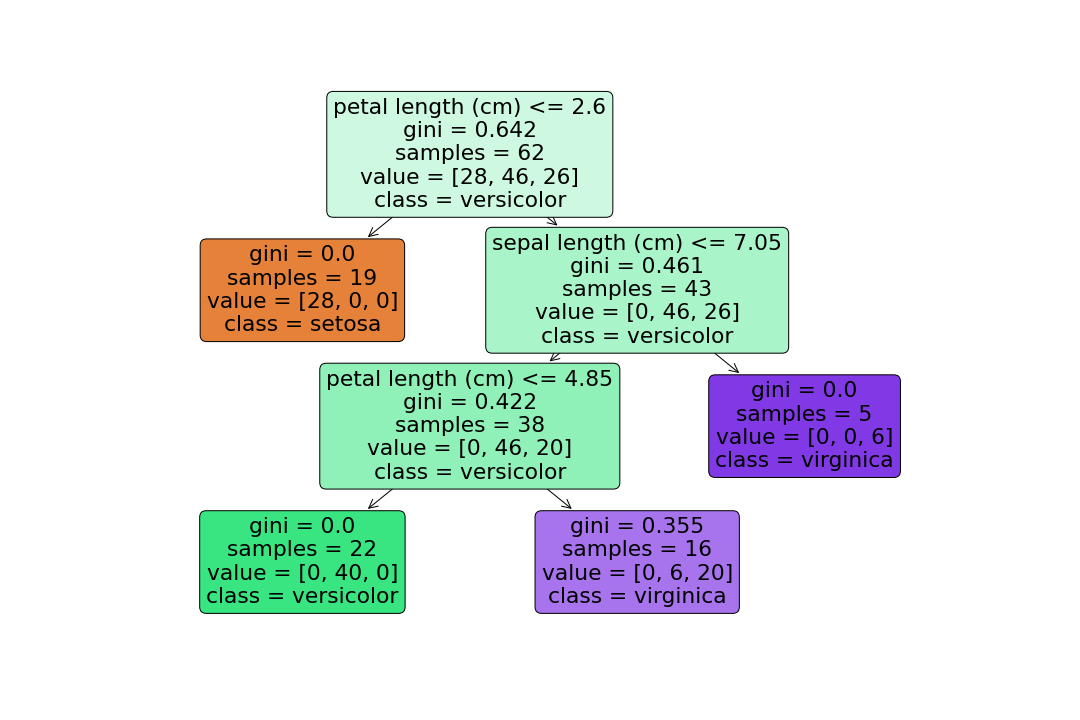 petal length (cm) <= 2.6
gini = 0.642
samples = 62
value = [28, 46, 26]
class = versicolor
gini = 0.0
samples = 19
value = [28, 0, 0]
class = setosa
sepal length (cm) <= 7.05
gini = 0.461
samples = 43
value = [0, 46, 26]
class = versicolor
petal length (cm) <= 4.85
gini = 0.422
samples = 38
value = [0, 46, 20]
class = versicolor
gini = 0.0
samples = 5
value = [0, 0, 6]
class = virginica
gini = 0.0
samples = 22
value = [0, 40, 0]
class = versicolor
gini = 0.355
samples = 16
value = [0, 6, 20]
class = virginica